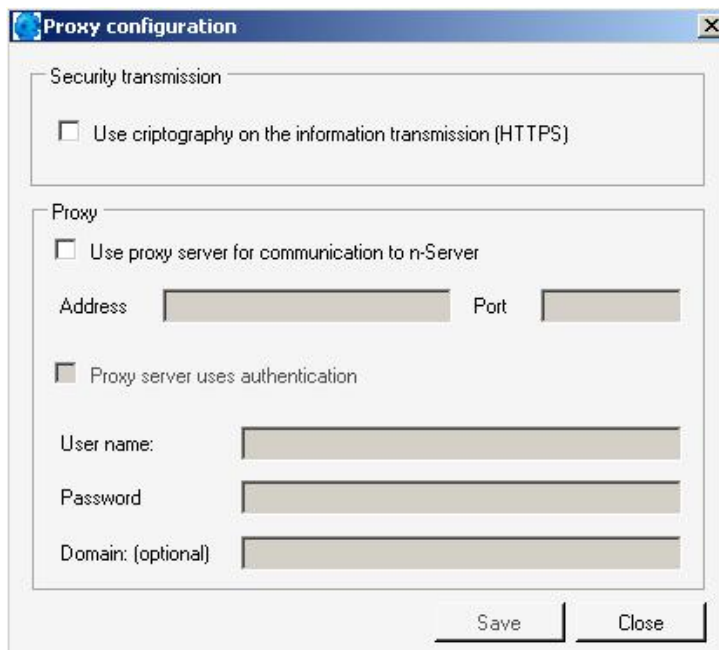 Proxy configuration
Security transmission
Use criptography on the information transmission (HTTPS)
Proxy
Use proxy server for communication to n-Server
Address Port
Proxy server uses authentication
User name:
Password
Domain: (optional)
Save Close